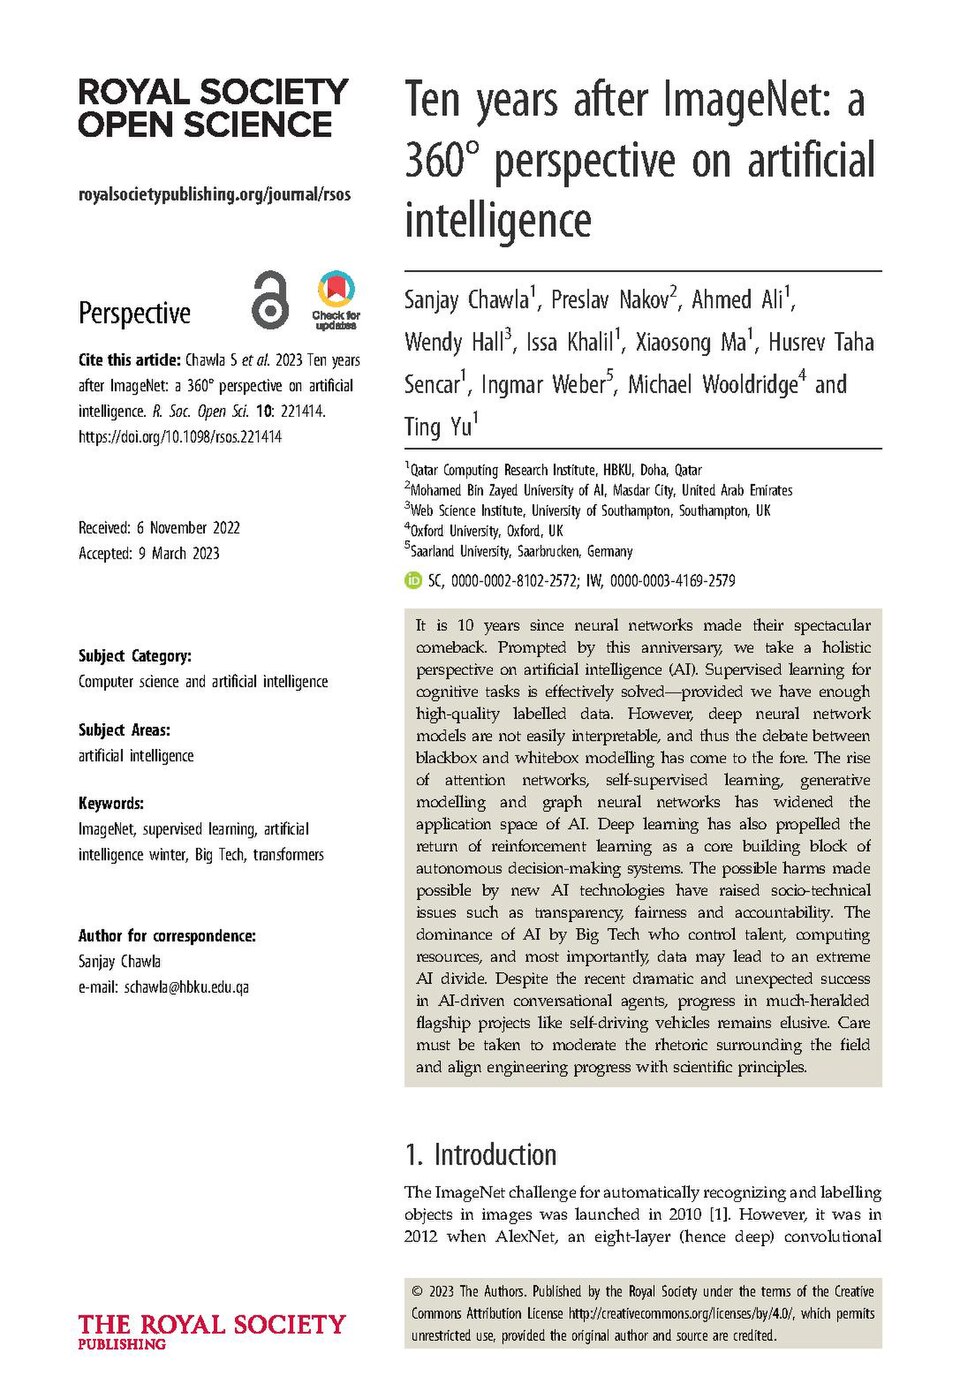 ROYAL SOCIETY
OPEN SCIENCE
royalsocietypublishing.org/journal/rsos
Perspective
Check for
updates
Cite this article: Chawla S et al. 2023 Ten years
after ImageNet: a 360° perspective on artificial
intelligence. R. Soc. Open Sci. 10: 221414.
https://doi.org/10.1098/rsos.221414
Received: 6 November 2022
Accepted: 9 March 2023
Subject Category:
Computer science and artificial intelligence
Subject Areas:
artificial intelligence
Keywords:
ImageNet, supervised learning, artificial
intelligence winter, Big Tech, transformers
Author for correspondence:
Sanjay Chawla
e-mail: schawla@hbku.edu.qa
THE ROYAL SOCIETY
PUBLISHING
Ten years after ImageNet: a
360° perspective on artificial
intelligence
Sanjay Chawla1, Preslav Nakov2, Ahmed Ali1,
Wendy Hall3, Issa Khalil1, Xiaosong Ma1, Husrev Taha
Sencar1, Ingmar Weber5, Michael Wooldridge4 and
Ting Yu1
1Qatar Computing Research Institute, HBKU, Doha, Qatar
2Mohamed Bin Zayed University of AI, Masdar City, United Arab Emirates
3Web Science Institute, University of Southampton, Southampton, UK
4Oxford University, Oxford, UK
5Saarland University, Saarbrucken, Germany
iD SC, 0000-0002-8102-2572; IW, 0000-0003-4169-2579
It is 10 years since neural networks made their spectacular
comeback. Prompted by this anniversary, we take a holistic
perspective on artificial intelligence (AI). Supervised learning for
cognitive tasks is effectively solved—provided we have enough
high-quality labelled data. However, deep neural network
models are not easily interpretable, and thus the debate between
blackbox and whitebox modelling has come to the fore. The rise
of attention networks, self-supervised learning, generative
modelling and graph neural networks has widened the
application space of AI. Deep learning has also propelled the
return of reinforcement learning as a core building block of
autonomous decision-making systems. The possible harms made
possible by new AI technologies have raised socio-technical
issues such as transparency, fairness and accountability. The
dominance of AI by Big Tech who control talent, computing
resources, and most importantly, data may lead to an extreme
AI divide. Despite the recent dramatic and unexpected success
in AI-driven conversational agents, progress in much-heralded
flagship projects like self-driving vehicles remains elusive. Care
must be taken to moderate the rhetoric surrounding the field
and align engineering progress with scientific principles.
1. Introduction
The ImageNet challenge for automatically recognizing and labelling
objects in images was launched in 2010 [1]. However, it was in
2012 when AlexNet, an eight-layer (hence deep) convolutional
© 2023 The Authors. Published by the Royal Society under the terms of the Creative
Commons Attribution License http://creativecommons.org/licenses/by/4.0/, which permits
unrestricted use, provided the original author and source are credited.